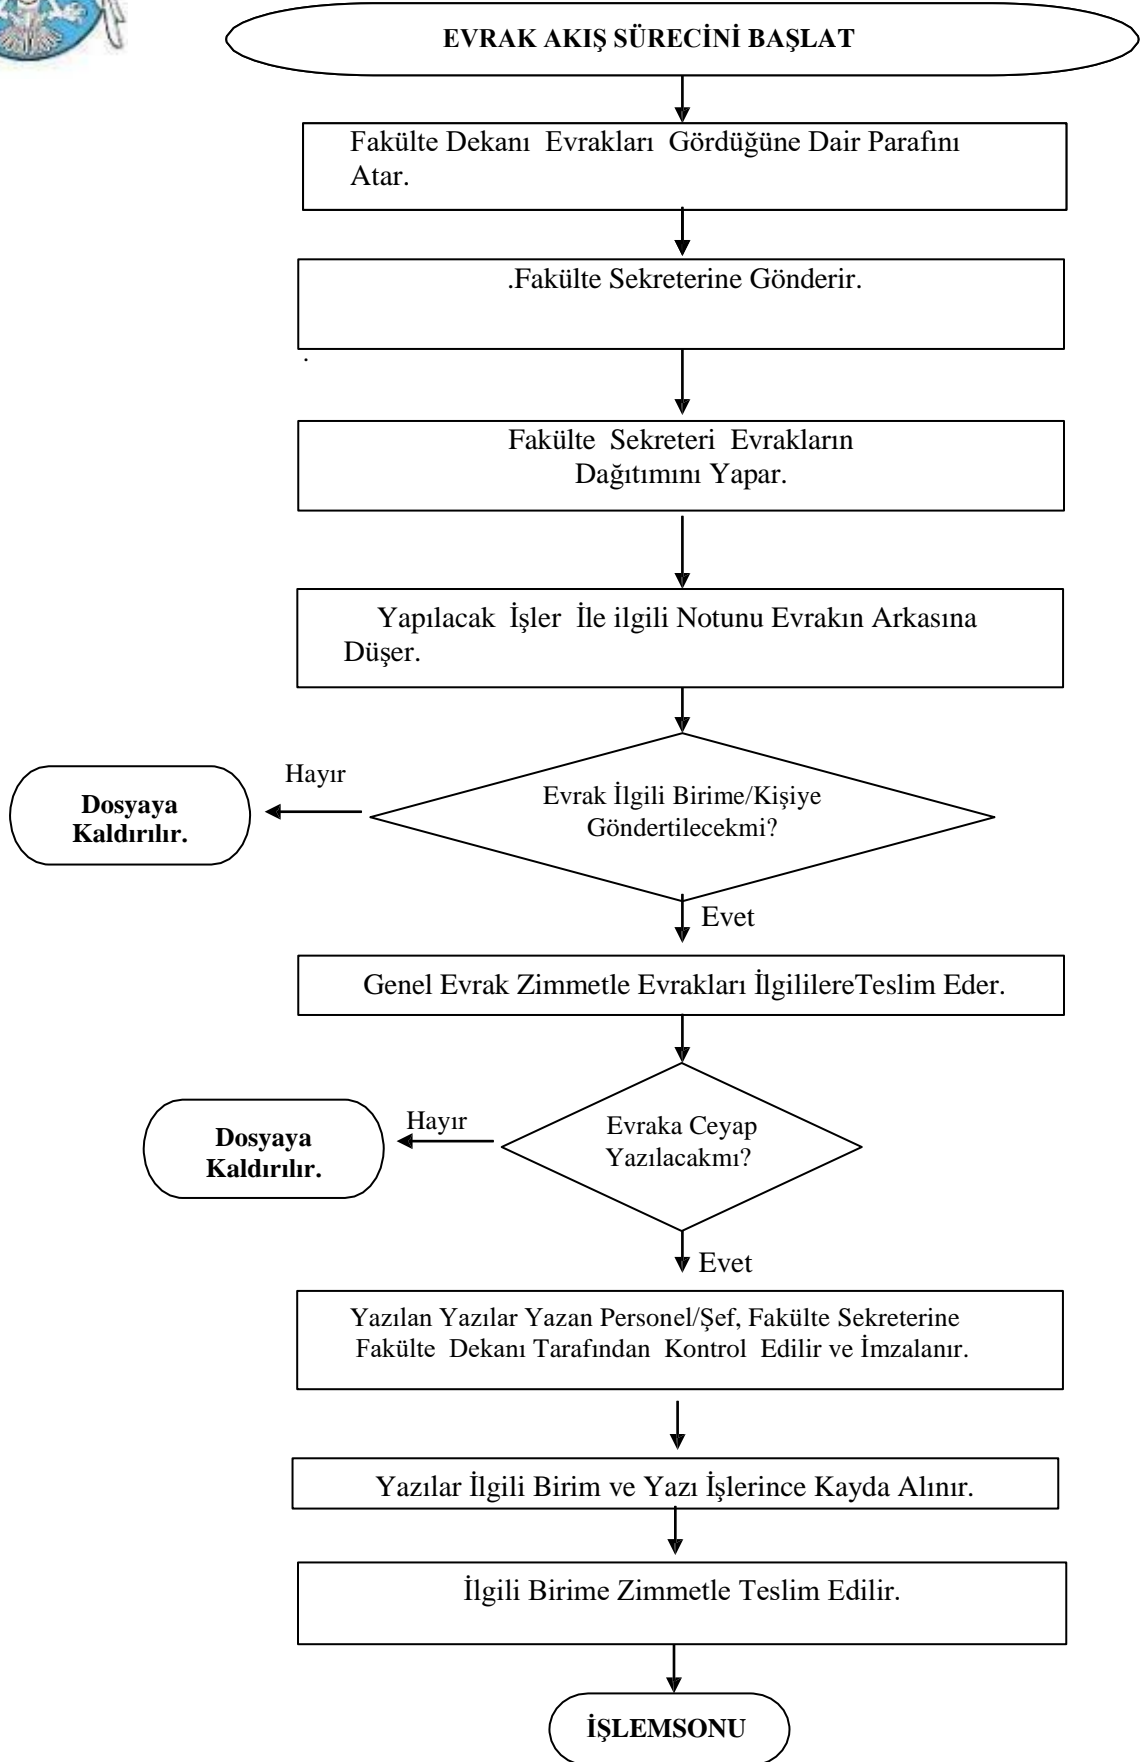 EVRAK AKIŞ SÜRECİNİ BAŞLAT
Fakülte Dekanı Evrakları Gördüğüne Dair Parafını
Atar.
.Fakülte Sekreterine Gönderir.
.
Fakülte Sekreteri Evrakların
Dağıtımını Yapar.
Yapılacak İşler İle ilgili Notunu Evrakın Arkasına
Düşer.
Hayır
Dosyaya
Kaldırılır.
Evrak İlgili Birime/Kişiye
Göndertilecekmi?
Evet
Genel Evrak Zimmetle Evrakları İlgililereTeslim Eder.
Hayır
Dosyaya
Kaldırılır.
Evraka Ceyap
Yazılacakmı?
Evet
Yazılan Yazılar Yazan Personel/Şef, Fakülte Sekreterine
Fakülte Dekanı Tarafından Kontrol Edilir ve İmzalanır.
Yazılar İlgili Birim ve Yazı İşlerince Kayda Alınır.
İlgili Birime Zimmetle Teslim Edilir.
İŞLEMSONU